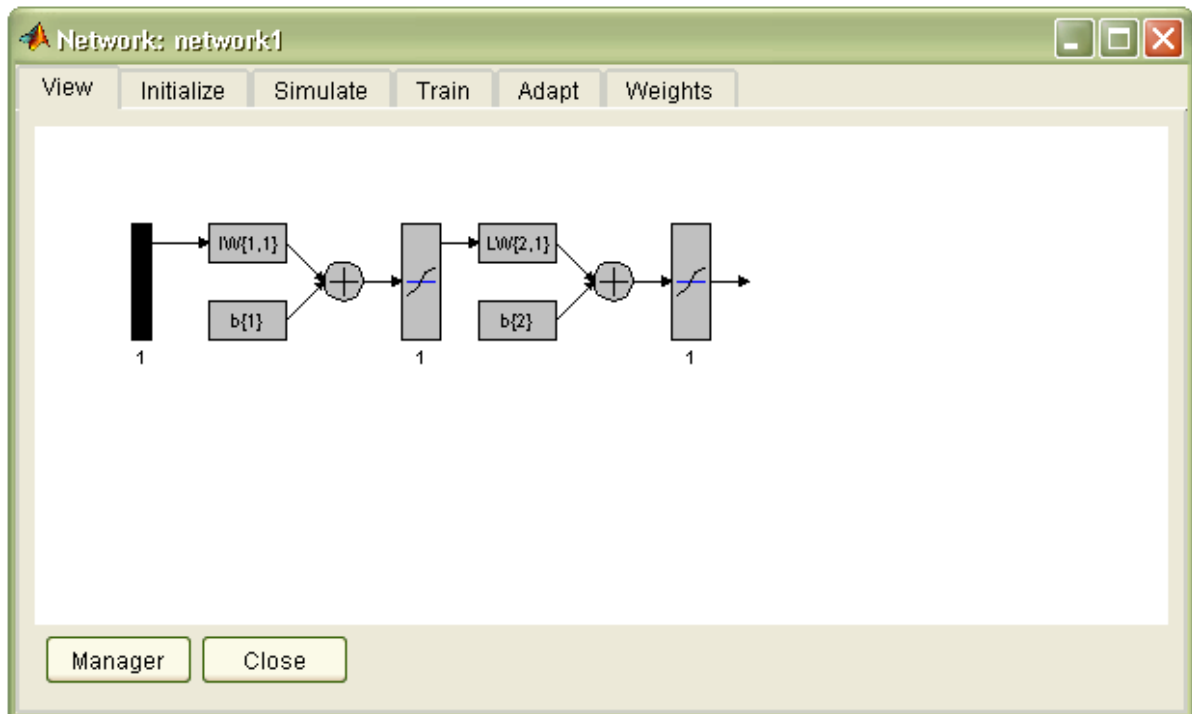 Network: network1
View Initialize Simulate Train Adapt Weights
IW{1,1} LW{2,1}
b{1} b{2}
1 1 1
Manager Close